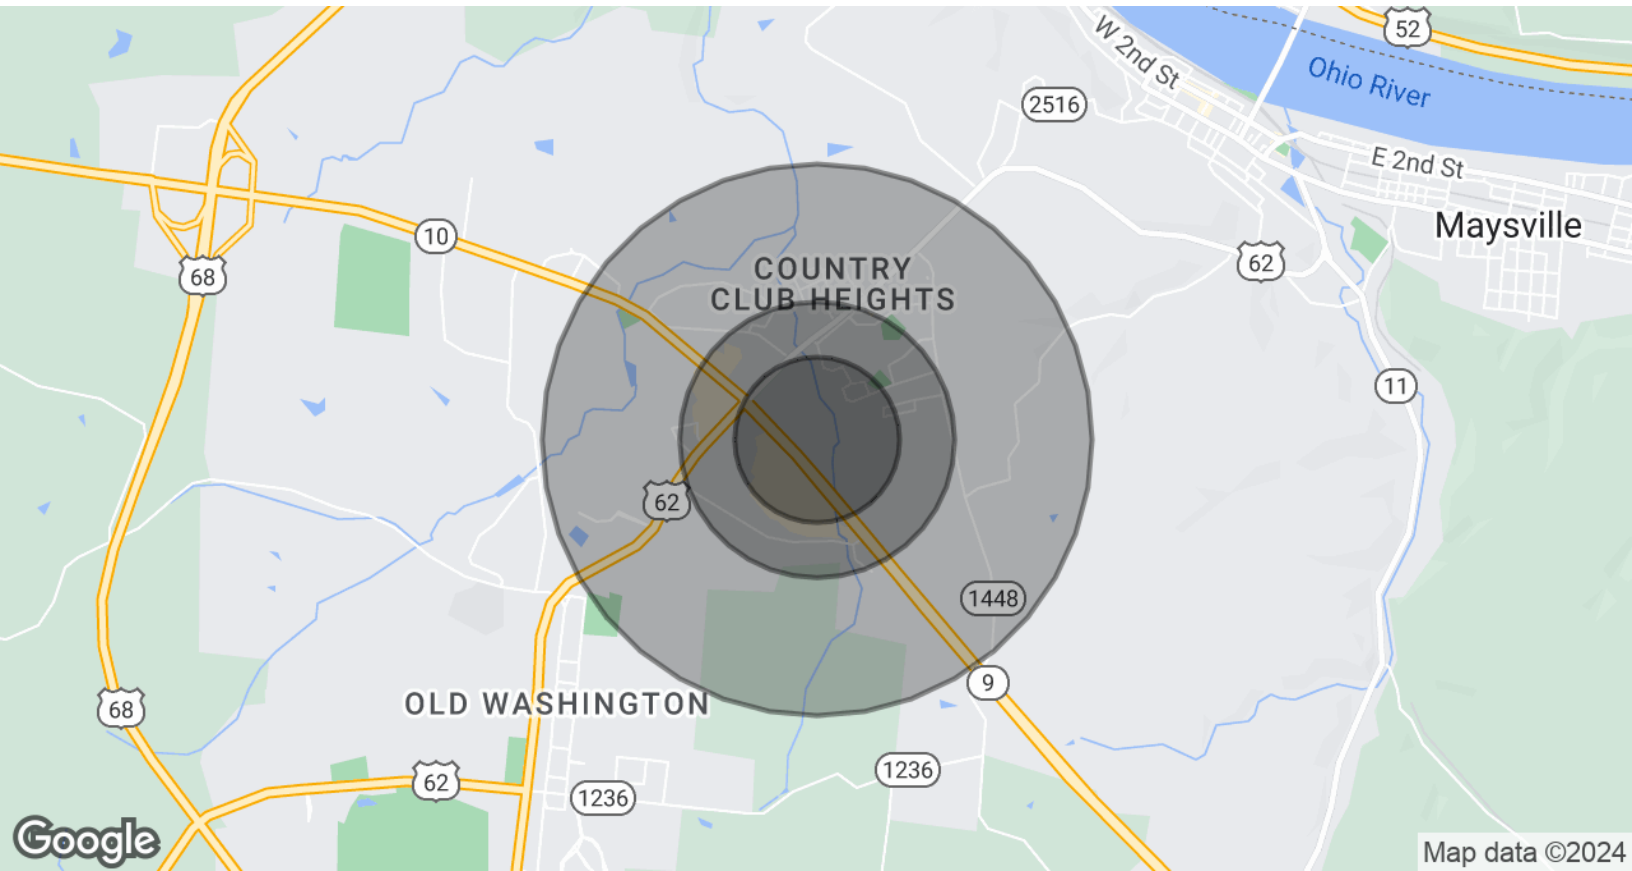 52
W 2nd St
Ohio River
2516
E 2nd St
Maysville
10
62
68
COUNTRY
CLUB HEIGHTS
11
62
1448
9
OLD WASHINGTON
68
62
1236
1236
Google
Map data ©2024